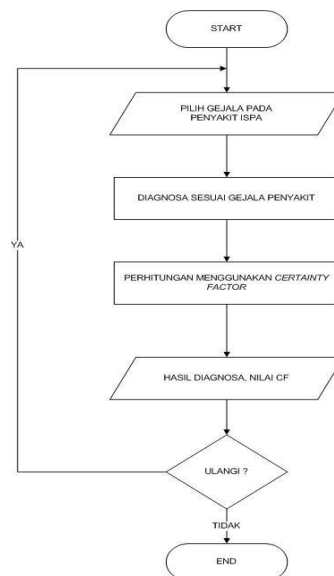 START
PILIH GEJALA PADA
PENYAKIT ISPA
DIAGNOSA SESUAI GEJALA PENYAKIT
YA
PERHITUNGAN MENGGUNAKAN CERTAINTY
FACTOR
HASIL DIAGNOSA, NILAI CF
ULANGI ?
TIDAK
END